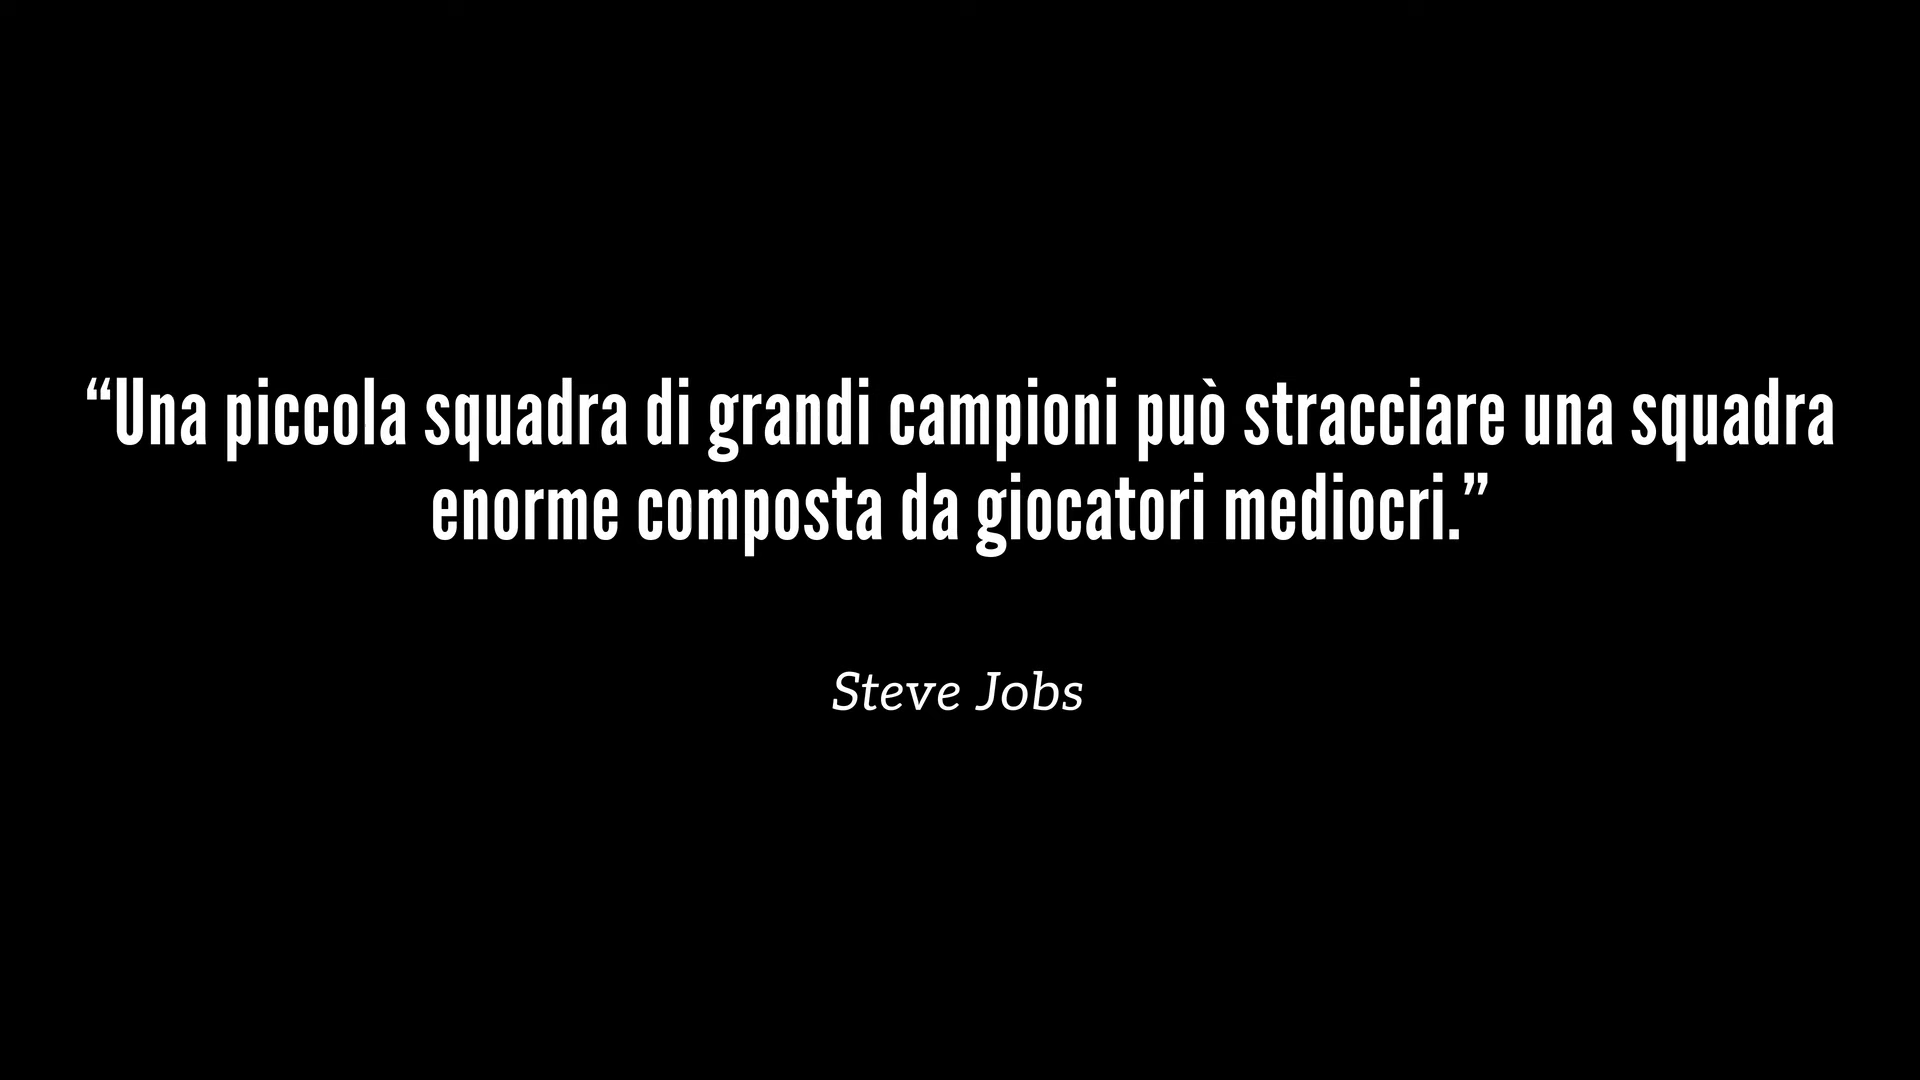 “Una piccola squadra di grandi campioni può stracciare una squadra
enorme composta da giocatori mediocri.”
Steve Jobs